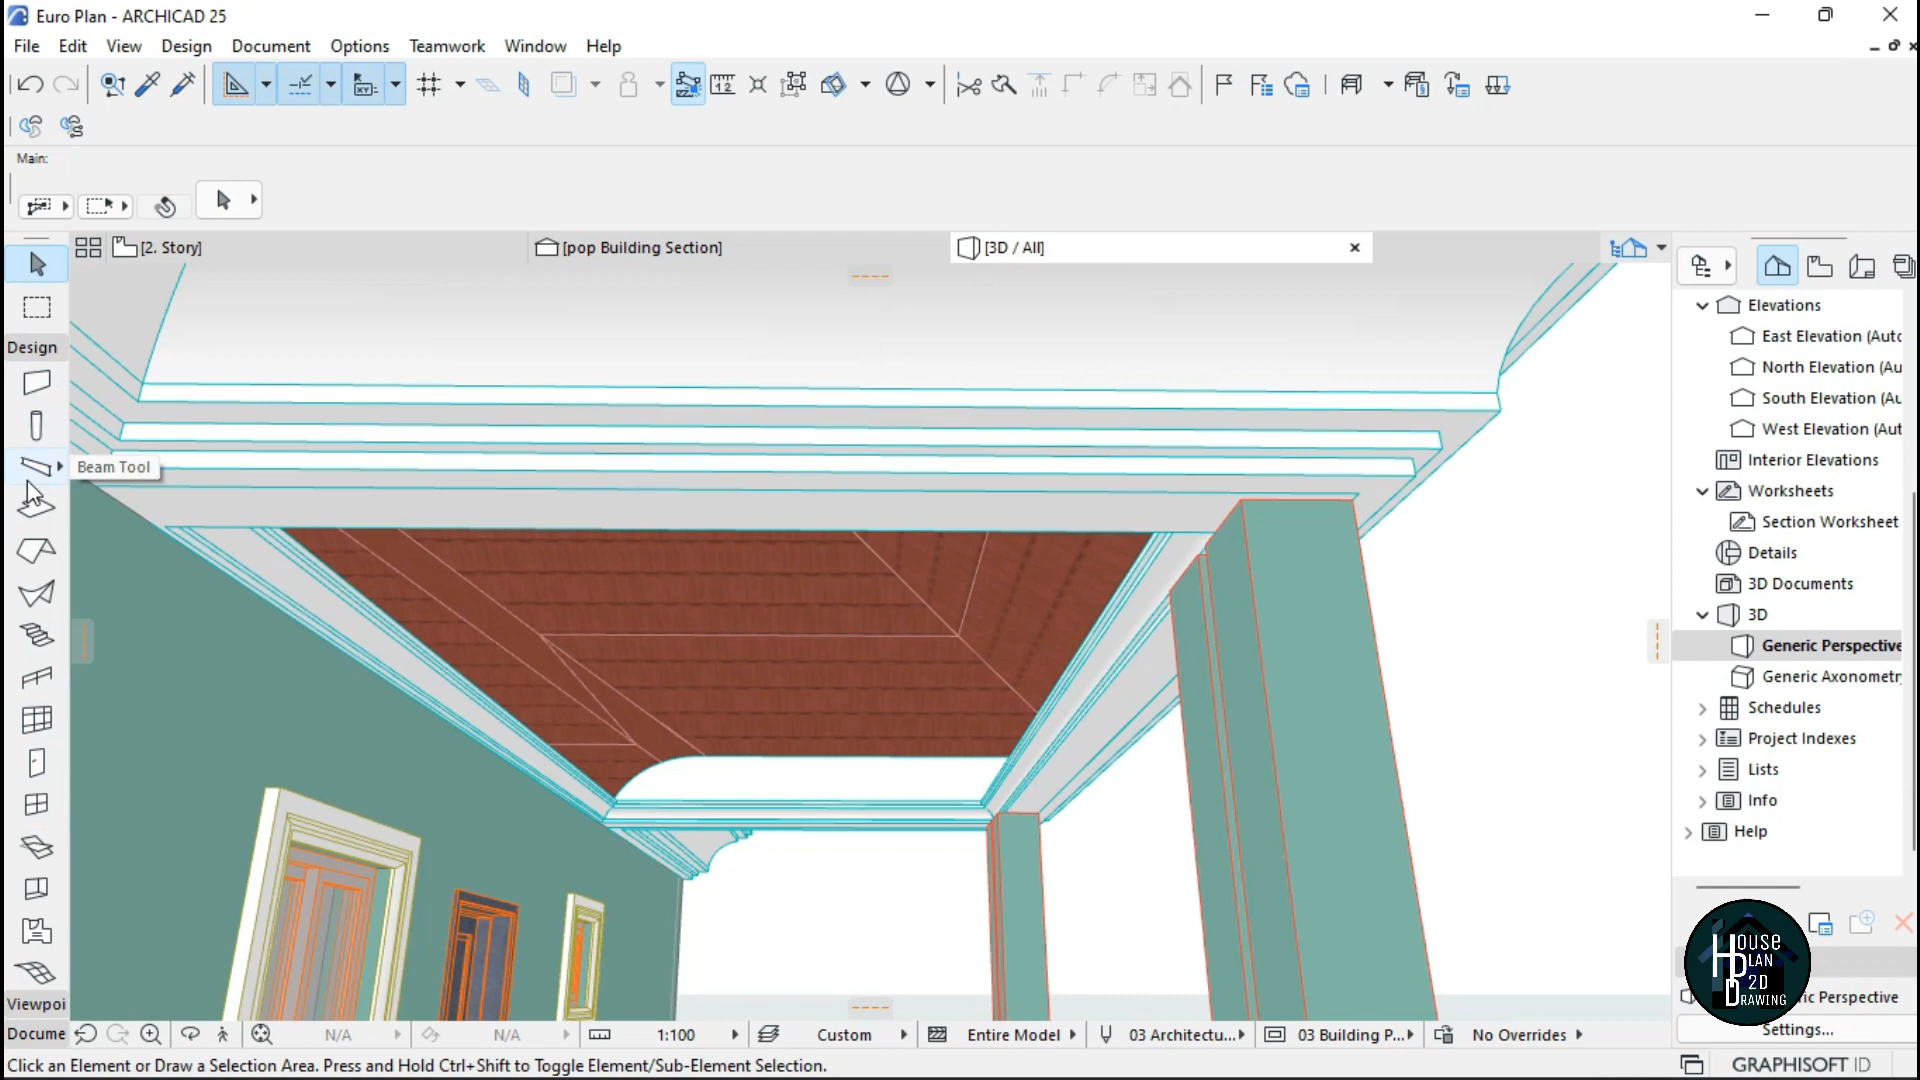 Euro Plan - ARCHICAD 25
File Edit View Design Document Options Teamwork Window Help
Main:
[2. Story] [pop Building Section] [3D / All]
Design
Beam Tool
Elevations
East Elevation (Auto
North Elevation (Au
South Elevation (Au
West Elevation (Aut
Interior Elevations
Worksheets
Section Worksheet
Details
3D Documents
3D
Generic Perspective
Generic Axonometr
Schedules
Project Indexes
Lists
Info
Help
HOUSE
PLAN
2D
DRAWING
ic Perspective
Settings...
Viewpoi
Docume N/A N/A 1:100 Custom Entire Model 03 Architectu... 03 Building P... No Overrides
Click an Element or Draw a Selection Area. Press and Hold Ctrl+Shift to Toggle Element/Sub-Element Selection.
GRAPHISOFT ID